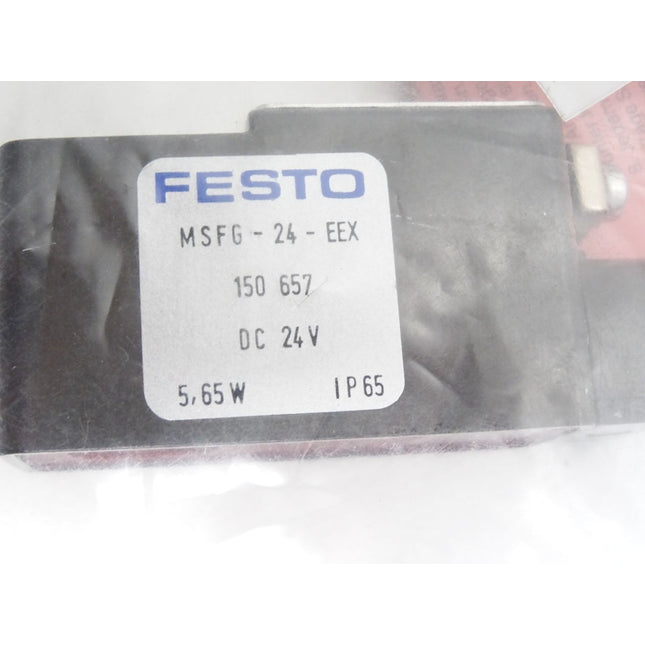 FESTO
MSFG - 24 - EEX
150 657
DC 24V
5,65W IP65